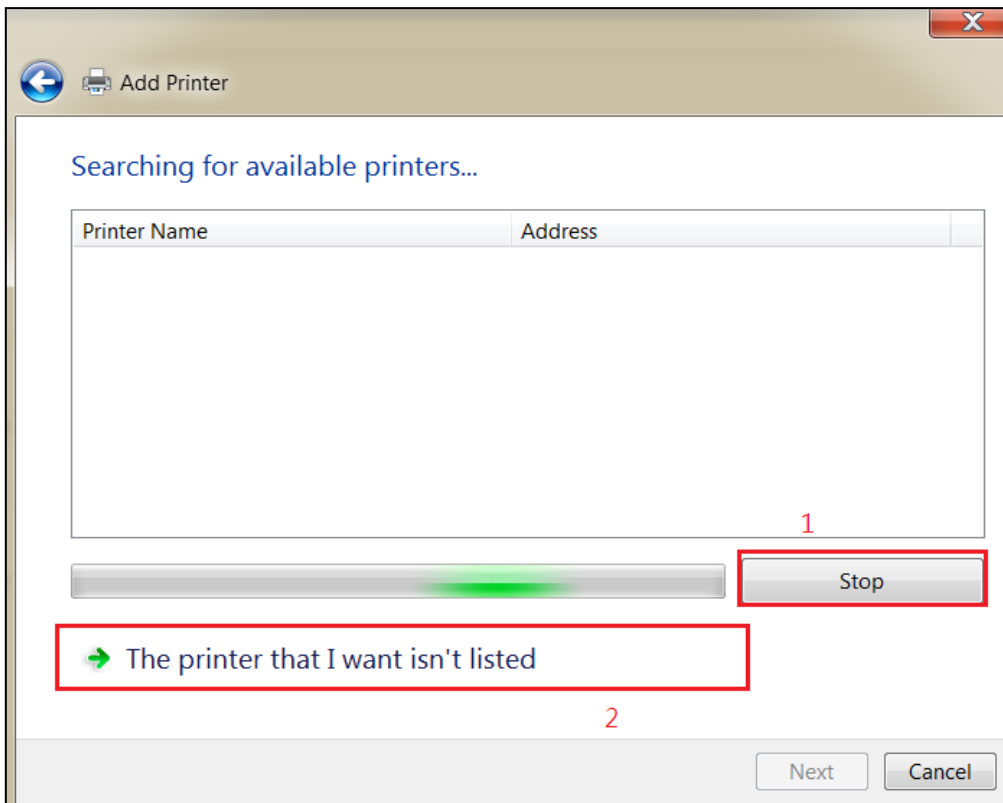 X
Add Printer
Searching for available printers...
Printer Name Address
1
Stop
The printer that I want isn't listed
2
Next Cancel